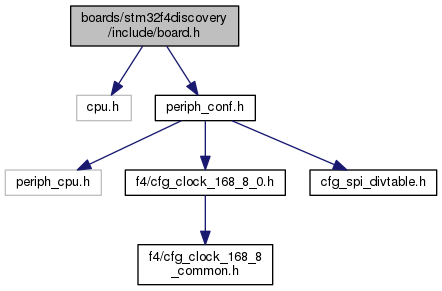 boards/stm32f4discovery
/include/board.h
cpu.h
periph_conf.h
periph_cpu.h
f4/cfg_clock_168_8_0.h
cfg_spi_divtable.h
f4/cfg_clock_168_8
_common.h